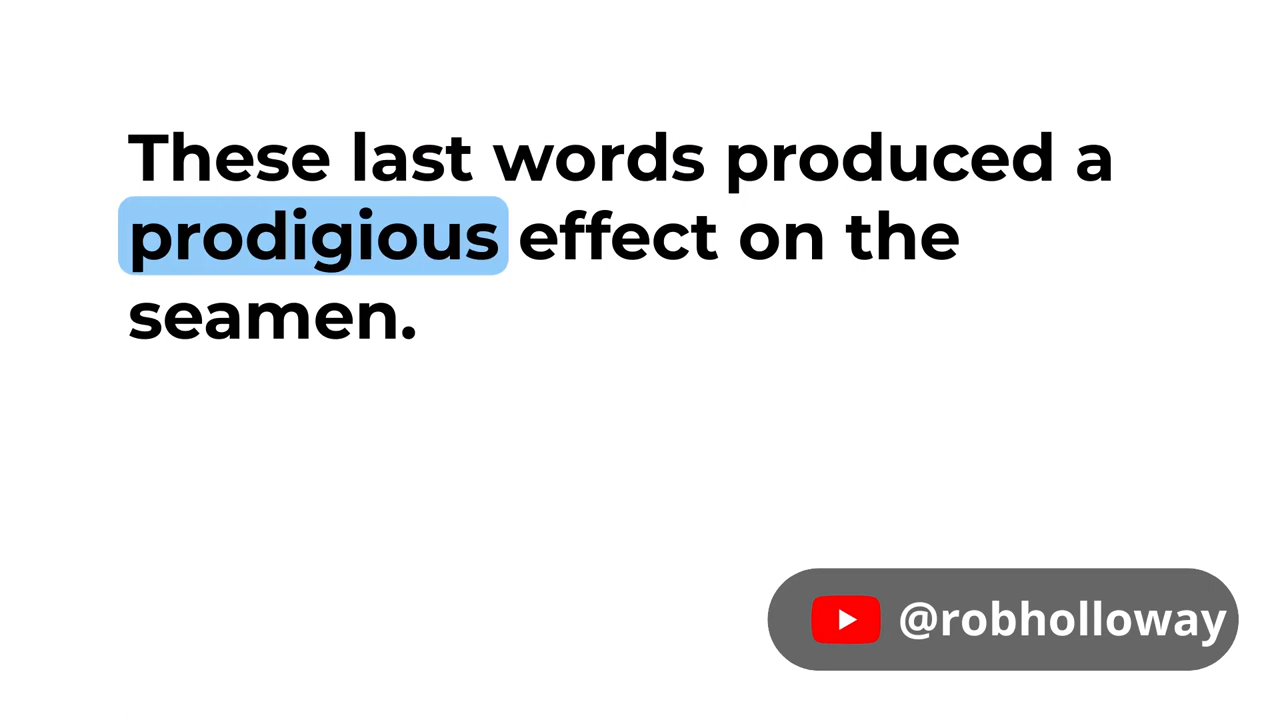 These last words produced a
prodigious effect on the
seamen.
@robholloway